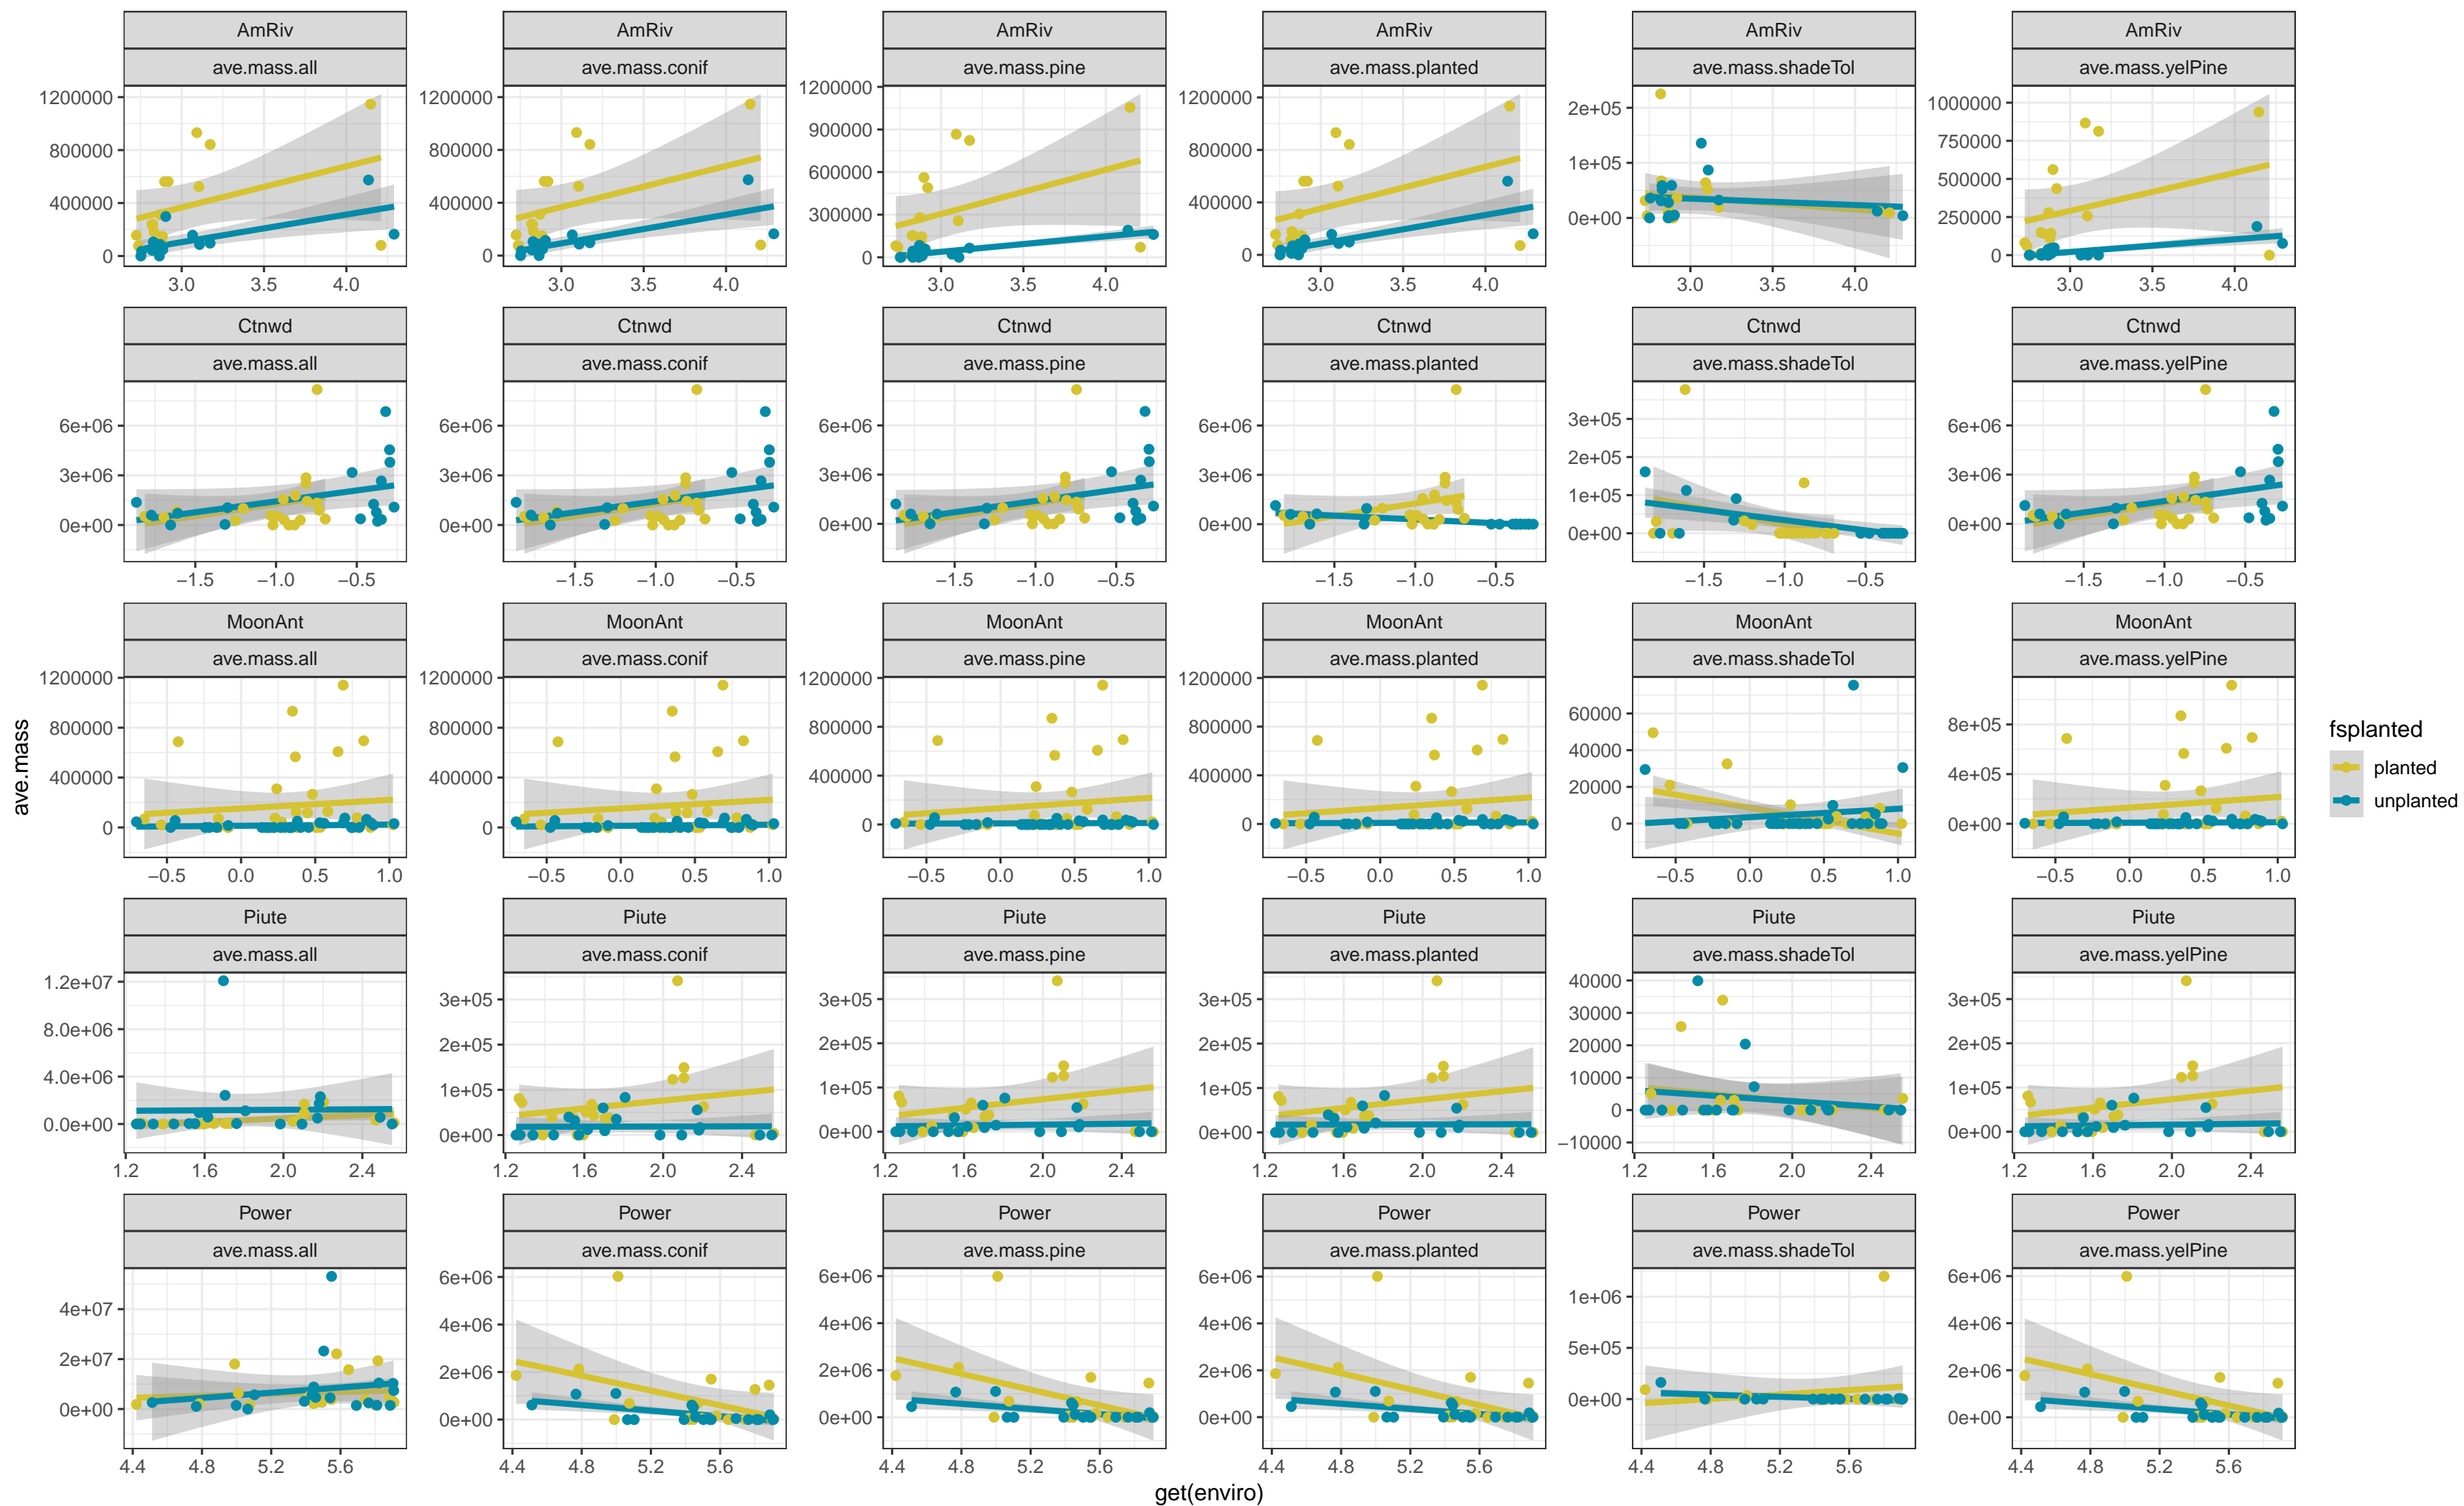 AmRiv AmRiv AmRiv AmRiv AmRiv AmRiv
ave.mass.all ave.mass.conif ave.mass.pine ave.mass.planted ave.mass.shadeTol ave.mass.yelPine
1200000 1200000 1200000 1200000 2e+05 1000000
800000 800000 900000 800000 1e+05 750000
400000 400000 600000 400000 0e+00 500000
0 0 300000 0 250000
0 0
3.0 3.5 4.0 3.0 3.5 4.0 3.0 3.5 4.0 3.0 3.5 4.0 3.0 3.5 4.0 3.0 3.5 4.0
Ctnwd Ctnwd Ctnwd Ctnwd Ctnwd Ctnwd
ave.mass.all ave.mass.conif ave.mass.pine ave.mass.planted ave.mass.shadeTol ave.mass.yelPine
6e+06 6e+06 6e+06 6e+06 3e+05 6e+06
3e+06 3e+06 3e+06 3e+06 2e+05 3e+06
0e+00 0e+00 0e+00 0e+00 1e+05 0e+00
0e+00
−1.5 −1.0 −0.5 −1.5 −1.0 −0.5 −1.5 −1.0 −0.5 −1.5 −1.0 −0.5 −1.5 −1.0 −0.5 −1.5 −1.0 −0.5
MoonAnt MoonAnt MoonAnt MoonAnt MoonAnt MoonAnt
ave.mass.all ave.mass.conif ave.mass.pine ave.mass.planted ave.mass.shadeTol ave.mass.yelPine
1200000 1200000 1200000 1200000 60000 8e+05
800000 800000 800000 800000 40000 4e+05
400000 400000 400000 400000 20000 0e+00
0 0 0 0 0
−0.5 0.0 0.5 1.0 −0.5 0.0 0.5 1.0 −0.5 0.0 0.5 1.0 −0.5 0.0 0.5 1.0 −0.5 0.0 0.5 1.0 −0.5 0.0 0.5 1.0
ave.mass
fsplanted
planted
unplanted
Piute Piute Piute Piute Piute Piute
ave.mass.all ave.mass.conif ave.mass.pine ave.mass.planted ave.mass.shadeTol ave.mass.yelPine
1.2e+07 3e+05 3e+05 3e+05 40000 3e+05
8.0e+06 2e+05 2e+05 2e+05 30000 2e+05
4.0e+06 1e+05 1e+05 1e+05 20000 1e+05
0.0e+00 0e+00 0e+00 0e+00 10000 0e+00
0
−10000
1.2 1.6 2.0 2.4 1.2 1.6 2.0 2.4 1.2 1.6 2.0 2.4 1.2 1.6 2.0 2.4 1.2 1.6 2.0 2.4 1.2 1.6 2.0 2.4
Power Power Power Power Power Power
ave.mass.all ave.mass.conif ave.mass.pine ave.mass.planted ave.mass.shadeTol ave.mass.yelPine
4e+07 6e+06 6e+06 6e+06 1e+06 6e+06
2e+07 4e+06 4e+06 4e+06 5e+05 4e+06
0e+00 2e+06 2e+06 2e+06 0e+00 2e+06
0e+00 0e+00 0e+00 0e+00
4.4 4.8 5.2 5.6 4.4 4.8 5.2 5.6 4.4 4.8 5.2 5.6 4.4 4.8 5.2 5.6 4.4 4.8 5.2 5.6 4.4 4.8 5.2 5.6
get(enviro)